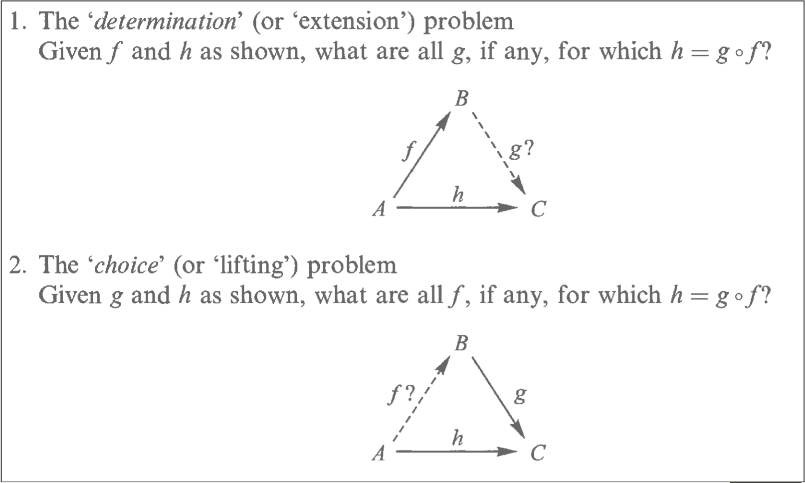 1. The ‘determination’ (or ‘extension’) problem
Given f and h as shown, what are all g, if any, for which h = g ∘ f?
B
f
g?
h
A
C
2. The ‘choice’ (or ‘lifting’) problem
Given g and h as shown, what are all f, if any, for which h = g ∘ f?
B
f?
g
h
A
C